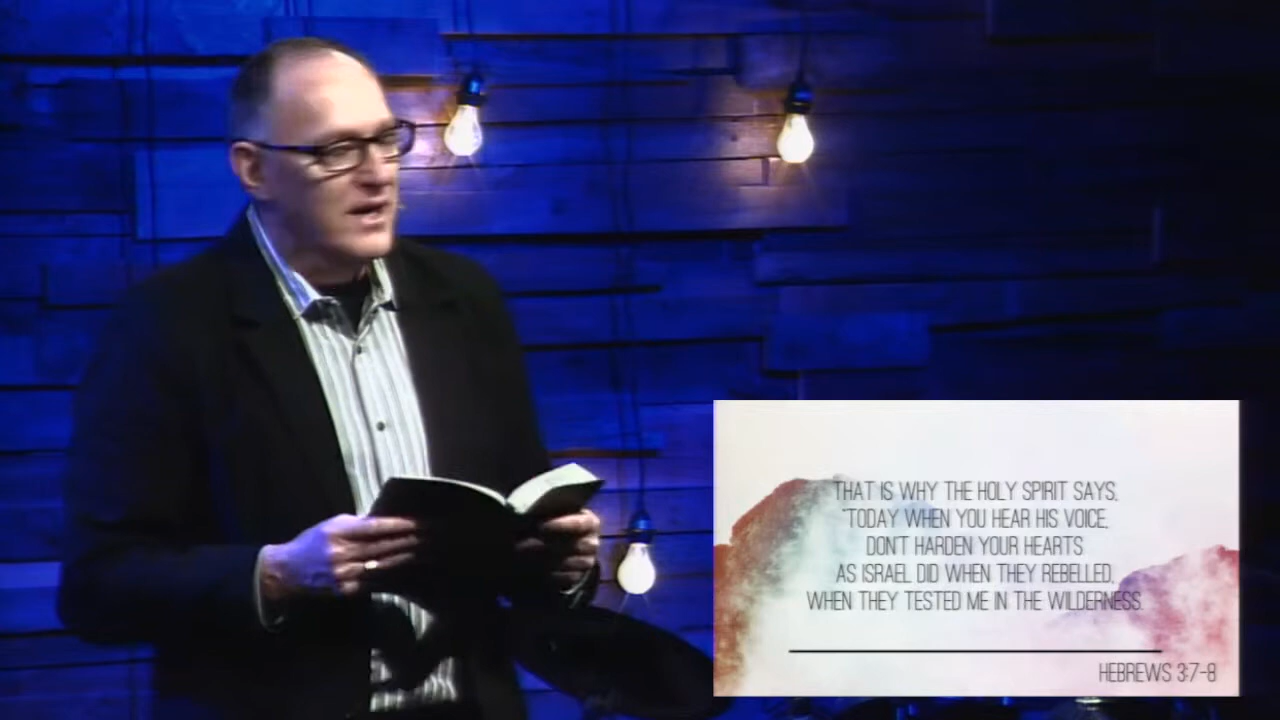 THAT IS WHY THE HOLY SPIRIT SAYS,
"TODAY WHEN YOU HEAR HIS VOICE,
DON'T HARDEN YOUR HEARTS
AS ISRAEL DID WHEN THEY REBELLED,
WHEN THEY TESTED ME IN THE WILDERNESS.
HEBREWS 3:7-8